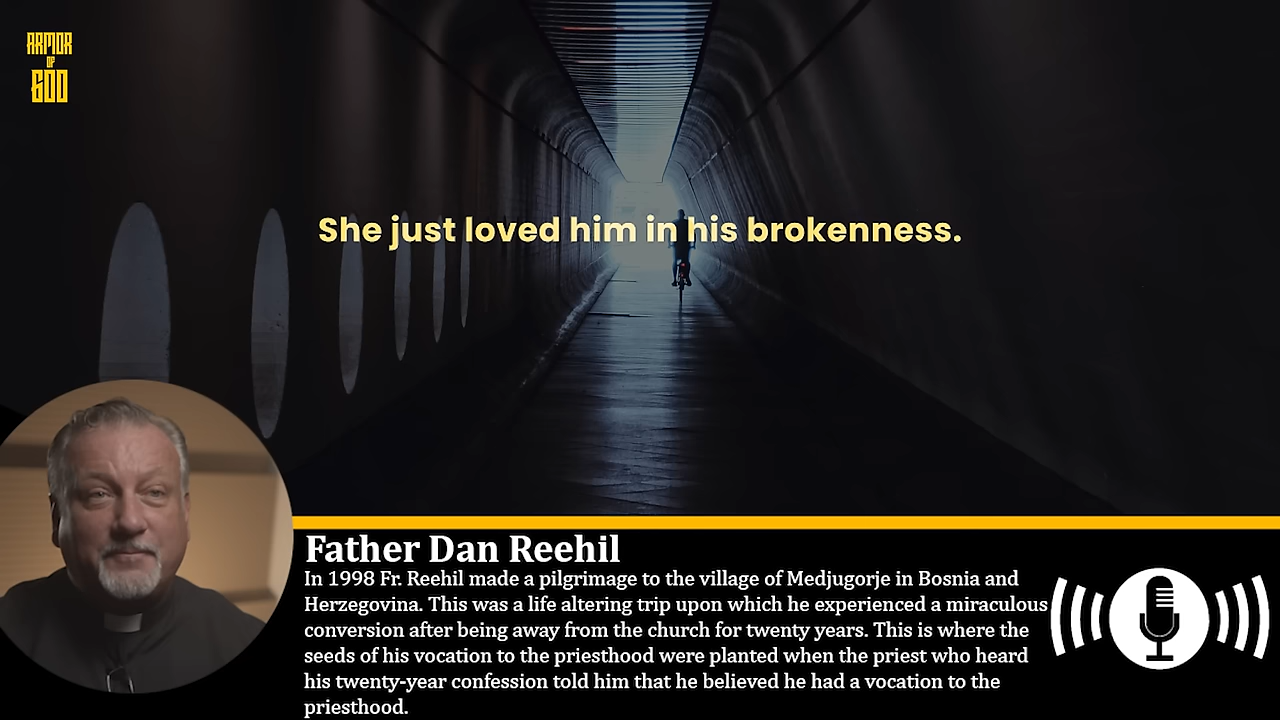 ARMOR
OF
GOD
She just loved him in his brokenness.
Father Dan Reehil
In 1998 Fr. Reehil made a pilgrimage to the village of Medjugorje in Bosnia and
Herzegovina. This was a life altering trip upon which he experienced a miraculous
conversion after being away from the church for twenty years. This is where the
seeds of his vocation to the priesthood were planted when the priest who heard
his twenty-year confession told him that he believed he had a vocation to the
priesthood.